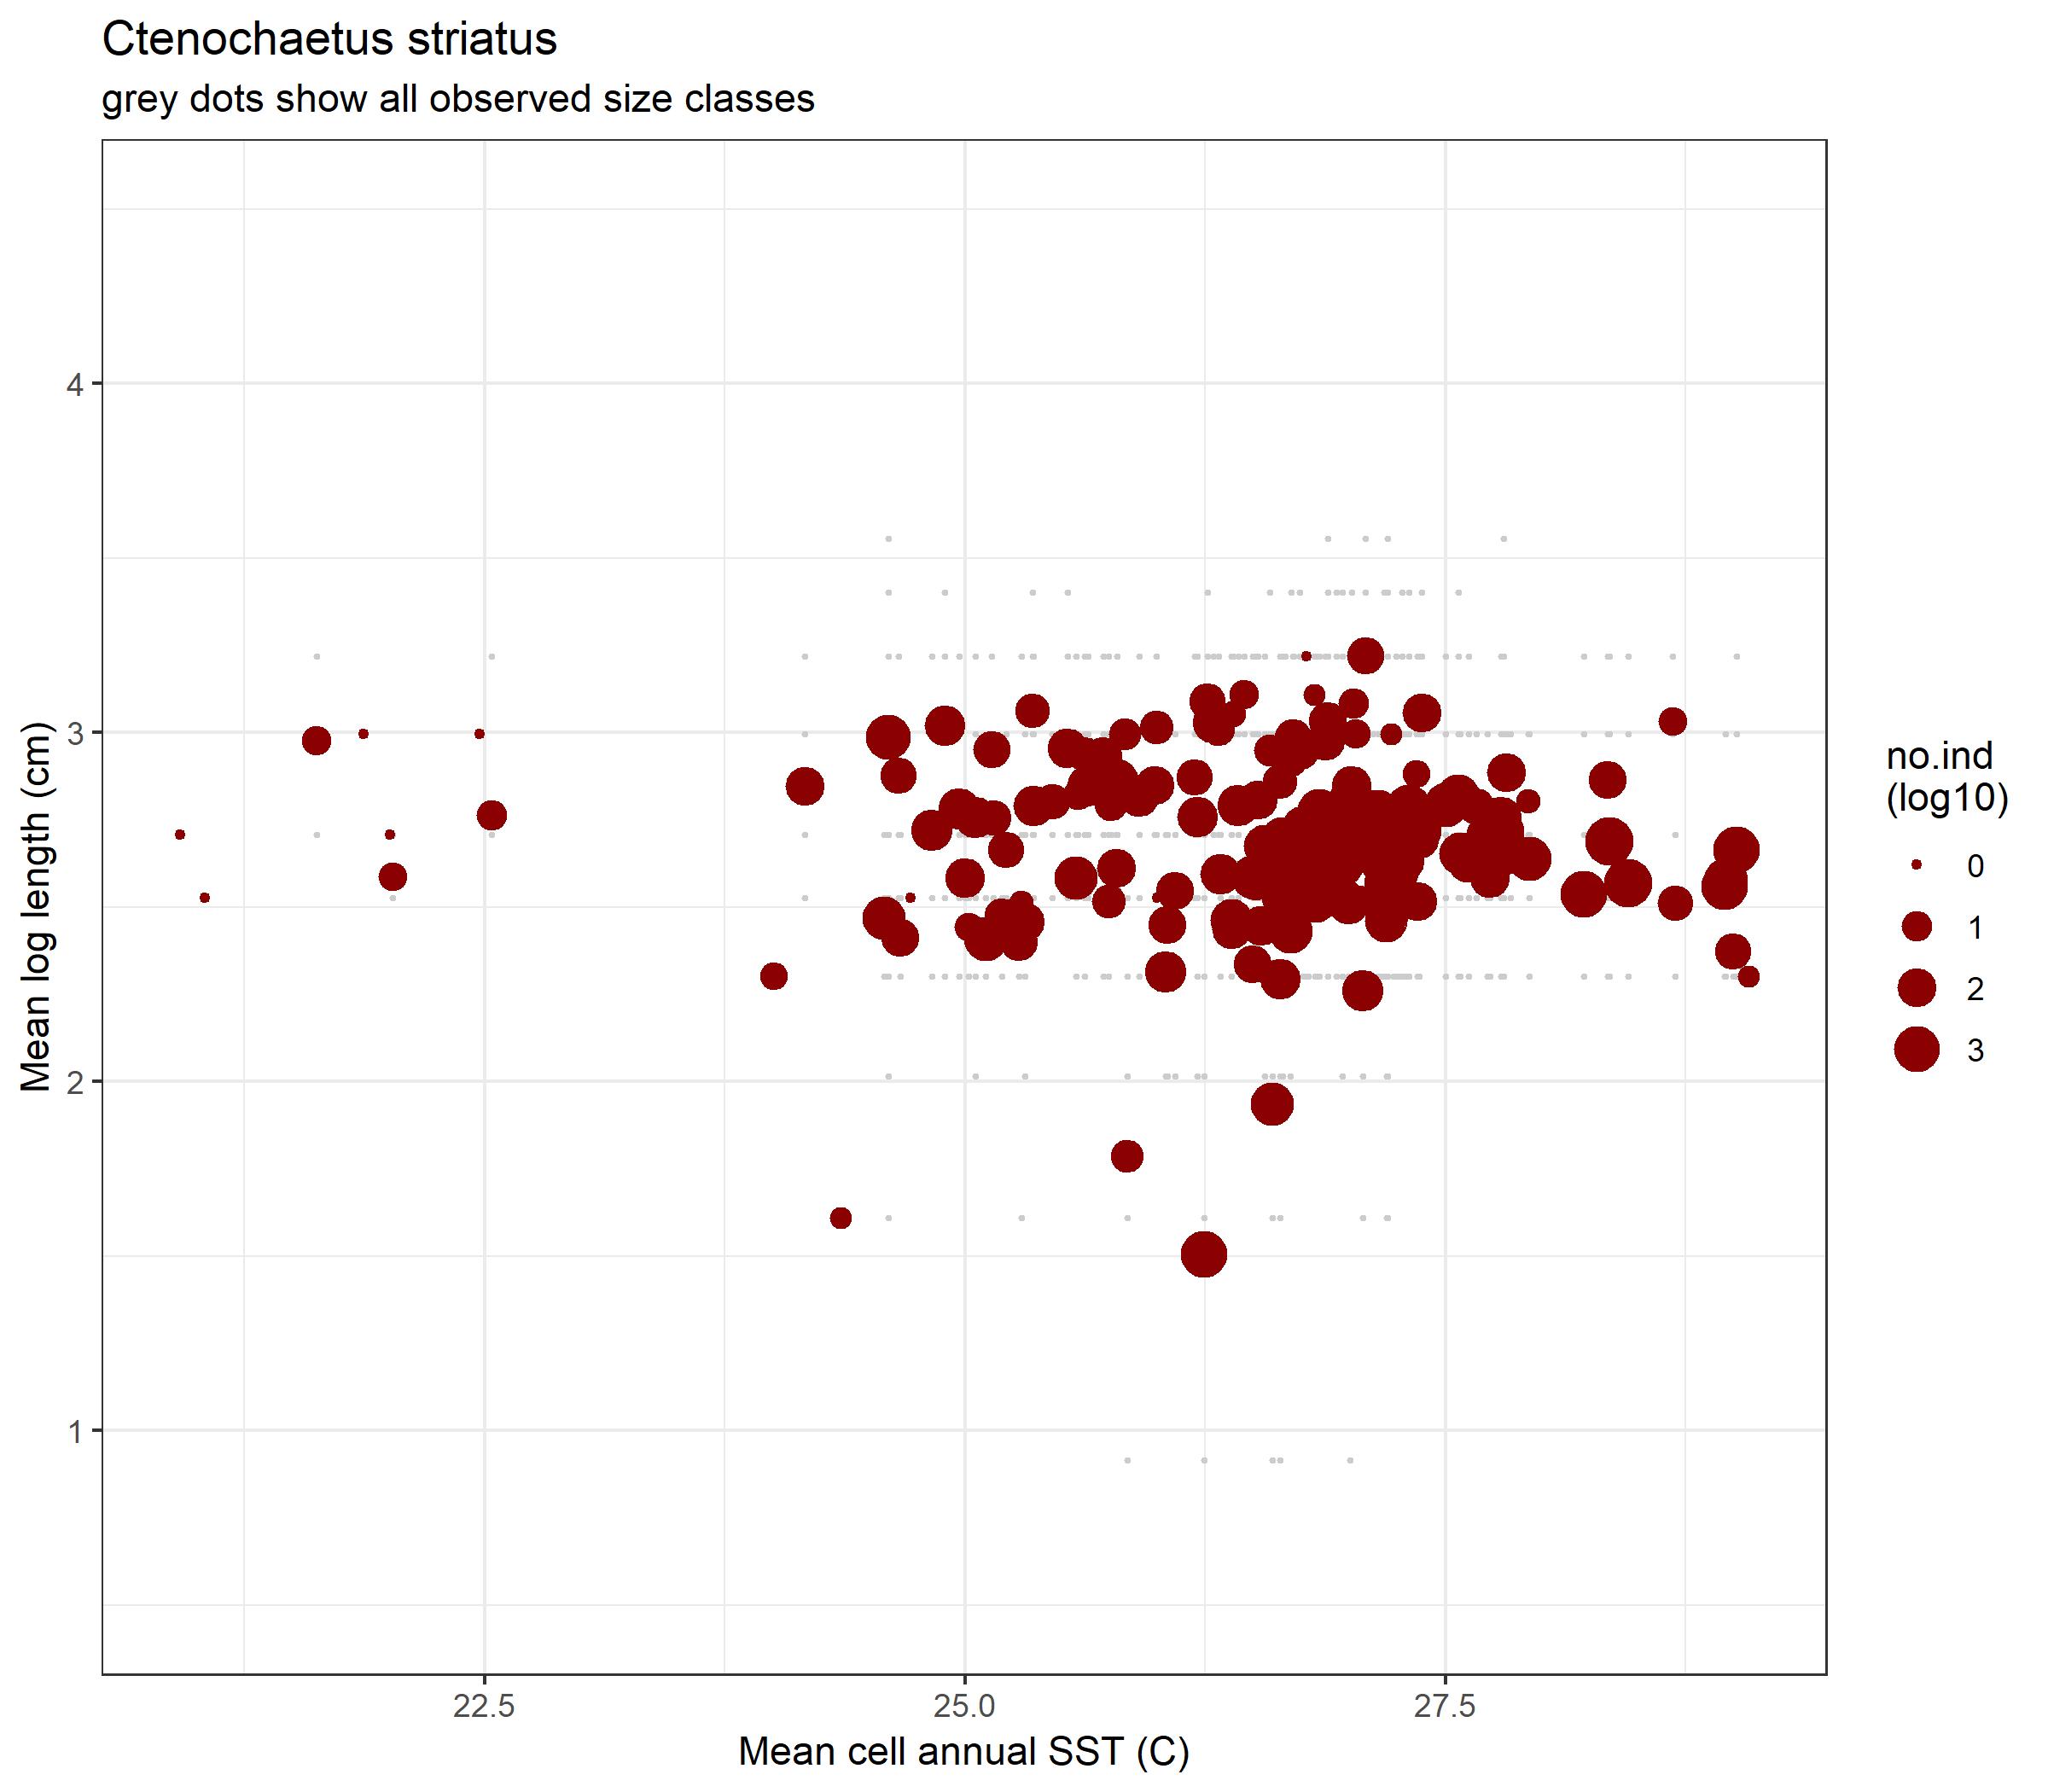 Ctenochaetus striatus
grey dots show all observed size classes
Mean log length (cm)
4
3
2
1
22.5
25.0
27.5
Mean cell annual SST (C)
no.ind
(log10)
0
1
2
3